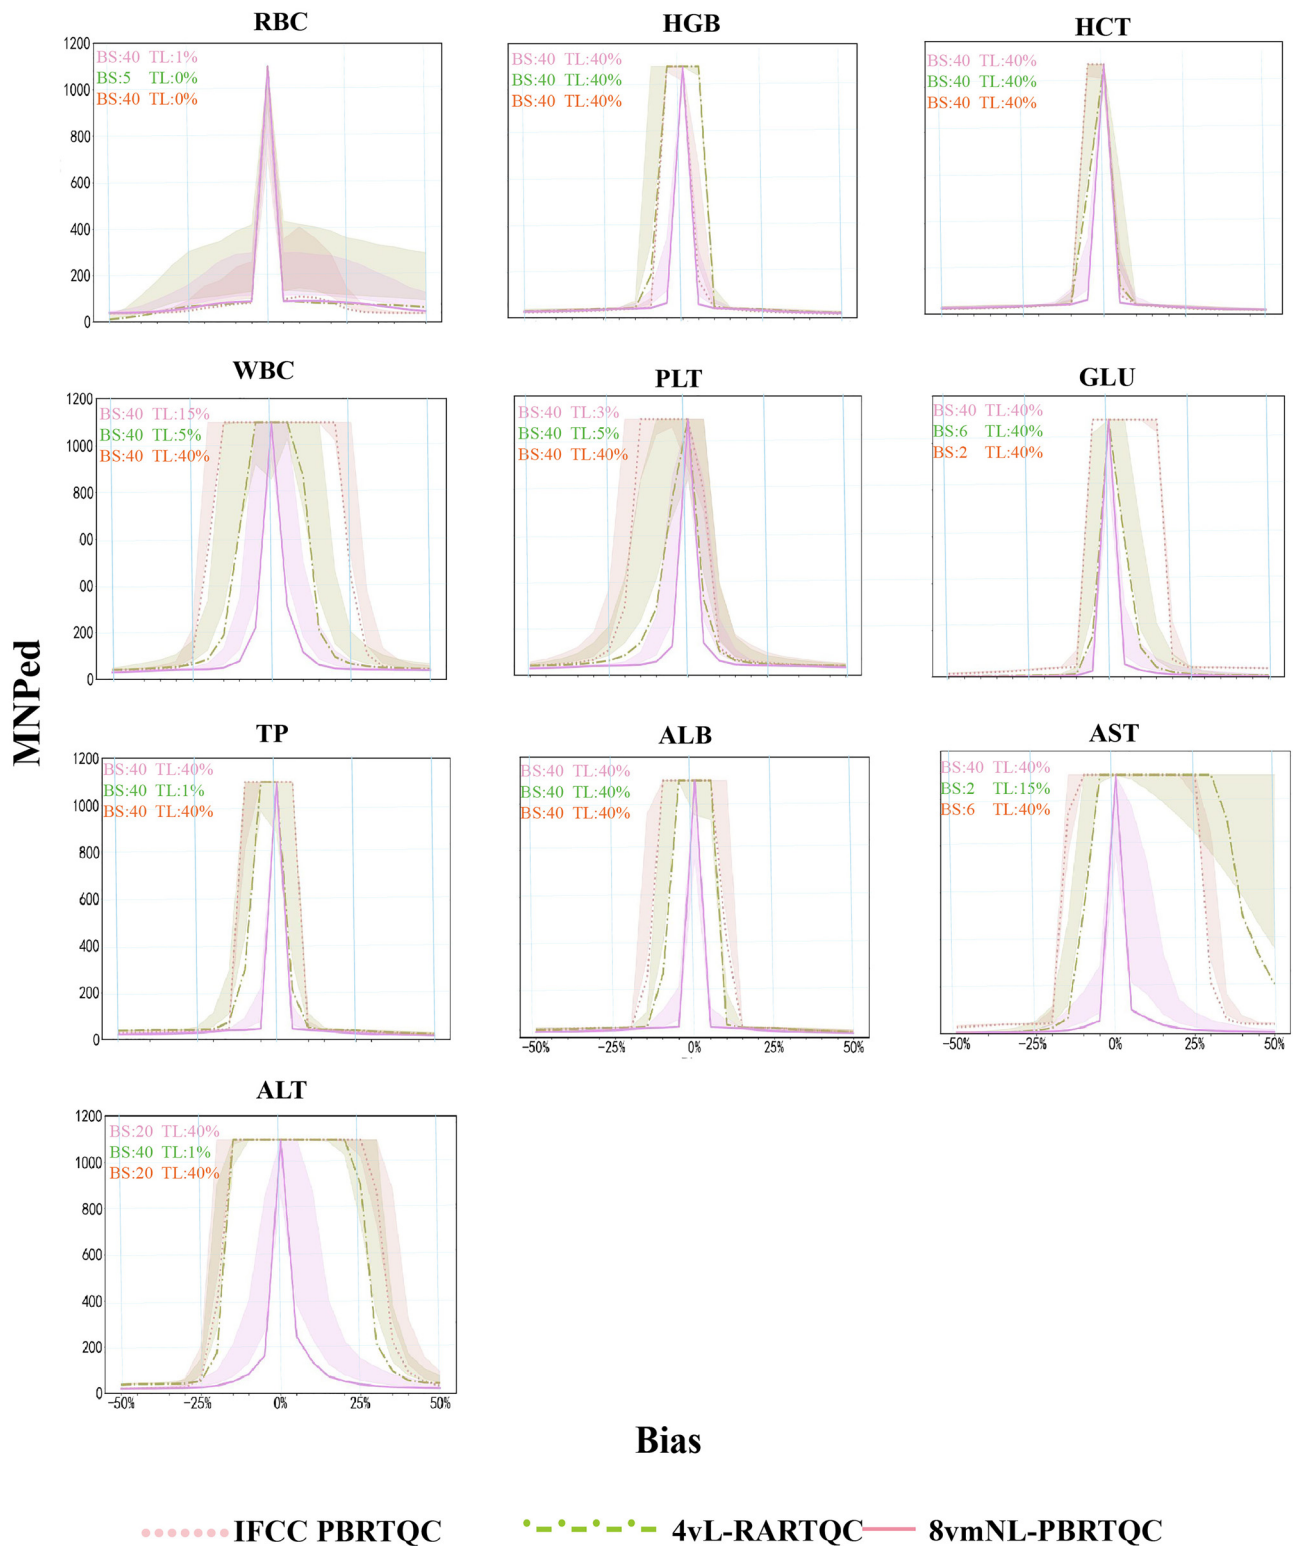 RBC
BS:40 TL:1%
BS:5 TL:0%
BS:40 TL:0%
1200
1000
800
600
400
200
0
HGB
BS:40 TL:40%
BS:40 TL:40%
BS:40 TL:40%
HCT
BS:40 TL:40%
BS:40 TL:40%
BS:40 TL:40%
WBC
BS:40 TL:15%
BS:40 TL:5%
BS:40 TL:40%
1200
1000
800
00
00
200
0
PLT
BS:40 TL:3%
BS:40 TL:5%
BS:40 TL:40%
GLU
BS:40 TL:40%
BS:6 TL:40%
BS:2 TL:40%
MNPed
TP
BS:40 TL:40%
BS:40 TL:1%
BS:40 TL:40%
1200
1000
800
600
400
200
0
ALB
BS:40 TL:40%
BS:40 TL:40%
BS:40 TL:40%
−50% −25% 0% 25% 50%
AST
BS:40 TL:40%
BS:2 TL:15%
BS:6 TL:40%
−50% −25% 0% 25% 50%
ALT
BS:20 TL:40%
BS:40 TL:1%
BS:20 TL:40%
1200
1000
800
600
400
200
0
−50% −25% 0% 25% 50%
Bias
IFCC PBRTQC 4vL-RARTQC 8vmNL-PBRTQC